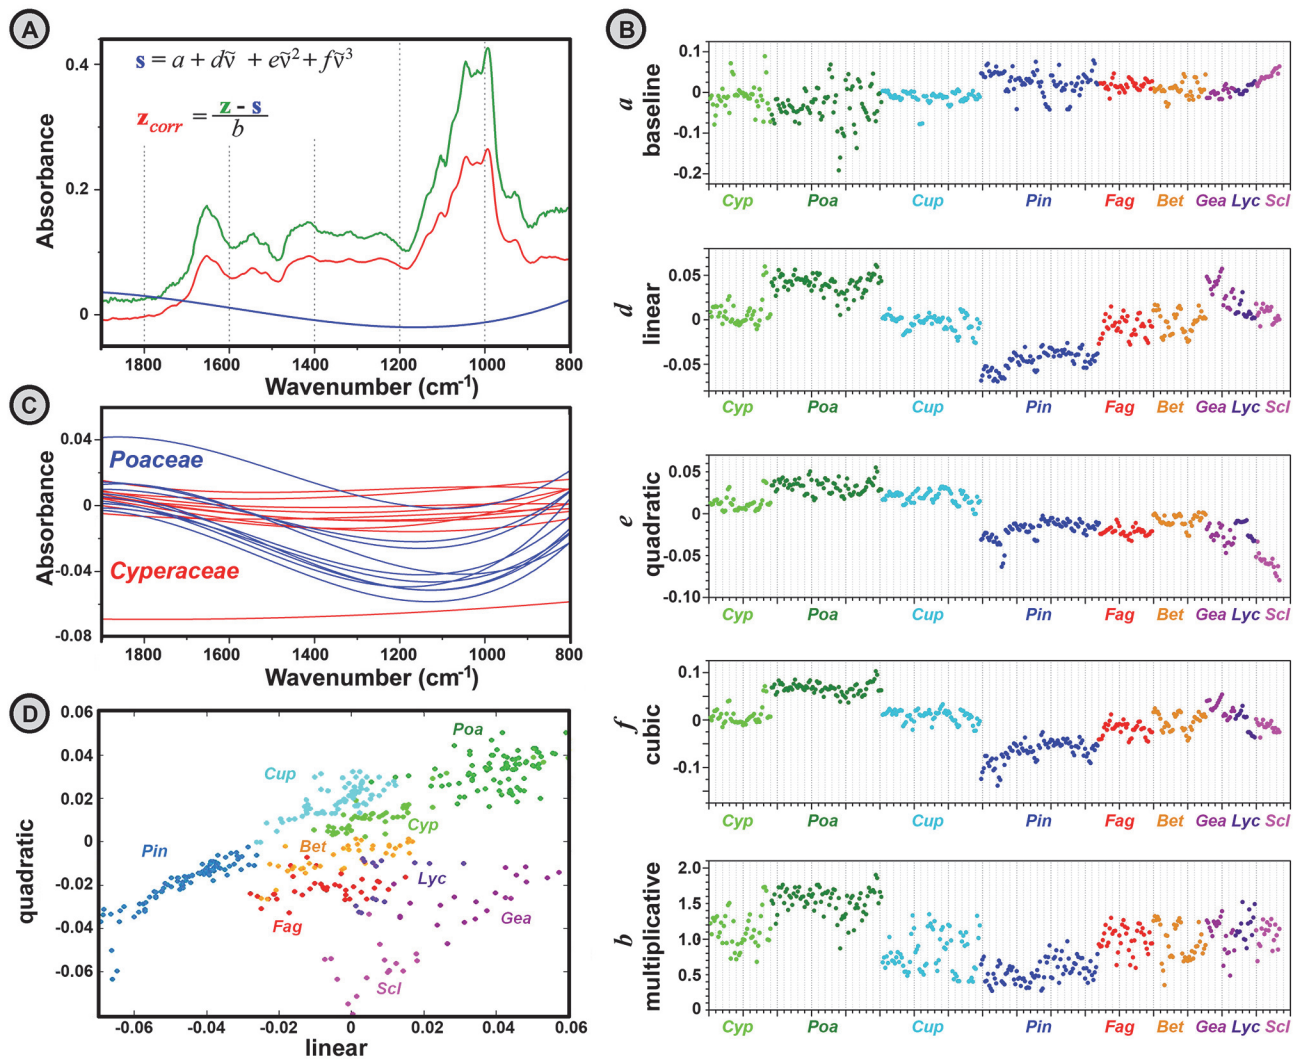 A
s = a + dṽ + eṽ² + fṽ³
z_corr = z - s / b
Absorbance
0.4
0.2
0
1800 1600 1400 1200 1000 800
Wavenumber (cm⁻¹)
B
a
baseline
0.1
0
-0.1
-0.2
Cyp Poa Cup Pin Fag Bet Gea Lyc Scl
d
linear
0.05
0
-0.05
Cyp Poa Cup Pin Fag Bet Gea Lyc Scl
e
quadratic
0.05
0
-0.05
-0.10
Cyp Poa Cup Pin Fag Bet Gea Lyc Scl
f
cubic
0.1
0
-0.1
Cyp Poa Cup Pin Fag Bet Gea Lyc Scl
b
multiplicative
2.0
1.5
1.0
0.5
0
Cyp Poa Cup Pin Fag Bet Gea Lyc Scl
C
Absorbance
0.04
0
-0.04
-0.08
Poaceae
Cyperaceae
1800 1600 1400 1200 1000 800
Wavenumber (cm⁻¹)
D
quadratic
0.06
0.04
0.02
0
-0.02
-0.04
-0.06
Poa
Cup
Cyp
Bet
Pin
Lyc
Gea
Fag
Scl
-0.06 -0.04 -0.02 0 0.02 0.04 0.06
linear